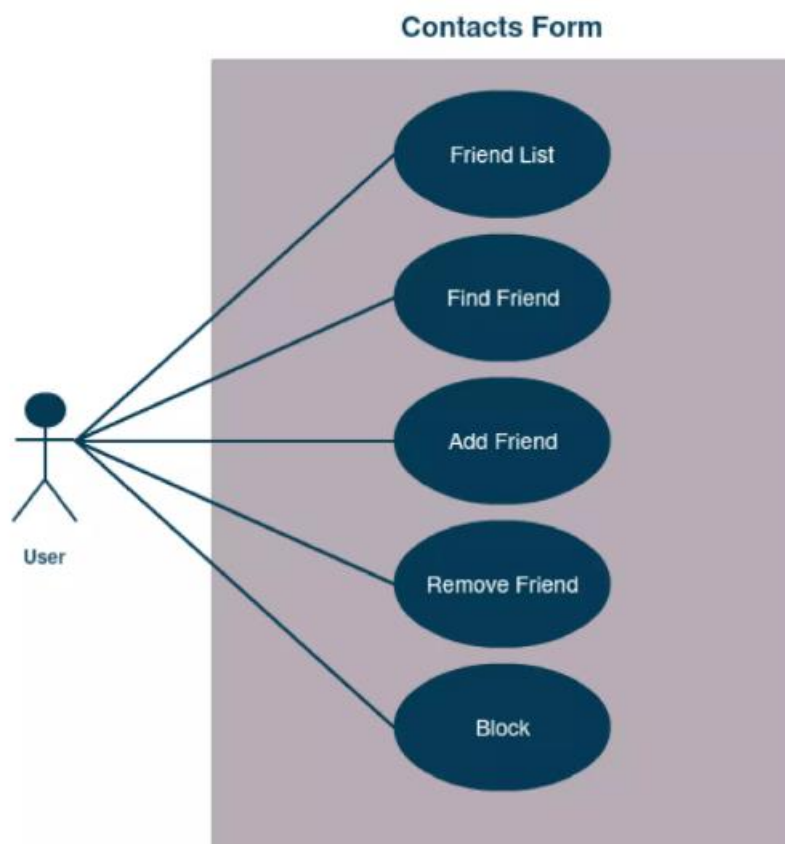 Contacts Form
Friend List
Find Friend
Add Friend
Remove Friend
User
Block